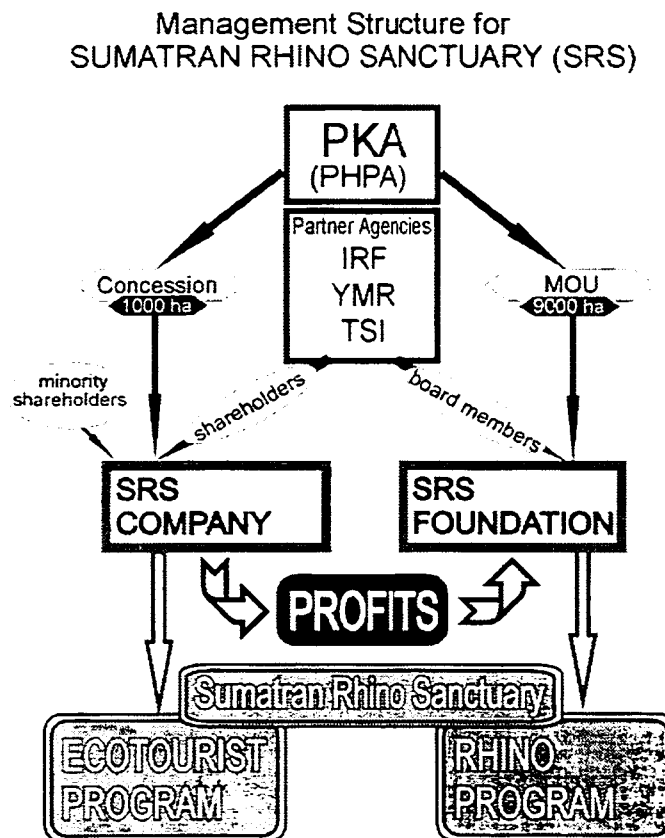 Management Structure for
SUMATRAN RHINO SANCTUARY (SRS)
PKA
(PHPA)
Partner Agencies
IRF
YMR
TSI
Concession
1000 ha
MOU
9000 ha
minority
shareholders
shareholders
board members
SRS
COMPANY
SRS
FOUNDATION
PROFITS
Sumatran Rhino Sanctuary
ECOTOURIST
PROGRAM
RHINO
PROGRAM